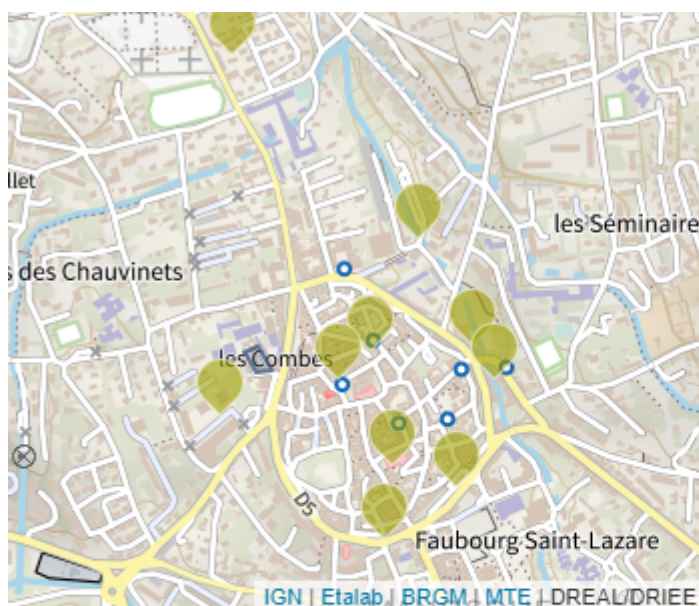 llet
les Séminaire
s des Chauvinets
les Combes
D5
Faubourg Saint-Lazare
IGN | Etalab | BRGM | MTE | DREAL/DRIEE